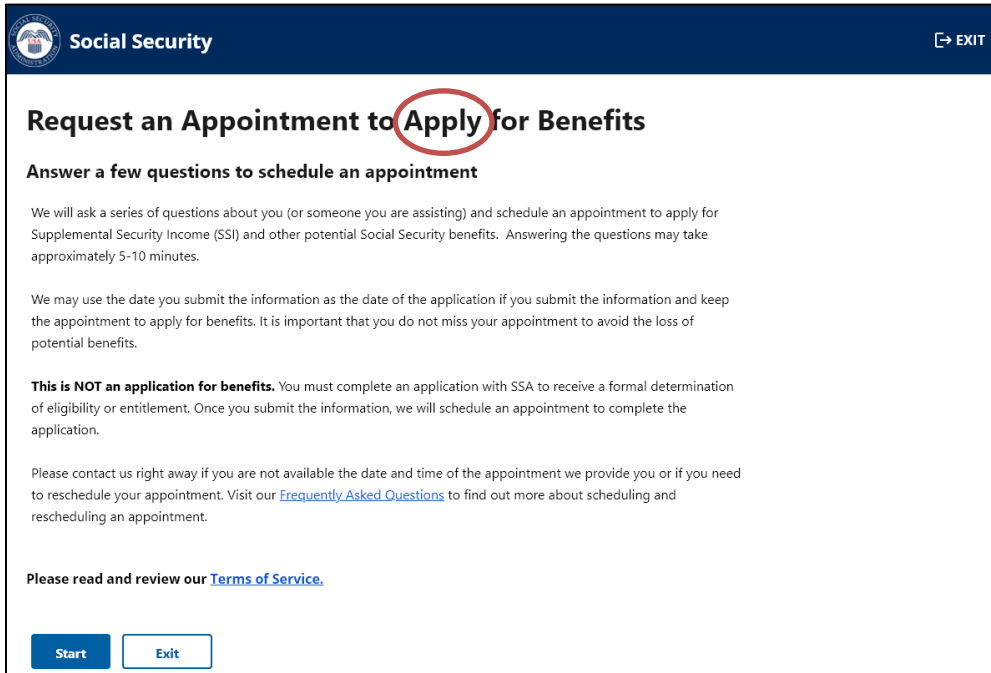 Social Security
EXIT
Request an Appointment to Apply for Benefits
Answer a few questions to schedule an appointment
We will ask a series of questions about you (or someone you are assisting) and schedule an appointment to apply for
Supplemental Security Income (SSI) and other potential Social Security benefits.  Answering the questions may take
approximately 5-10 minutes.
We may use the date you submit the information as the date of the application if you submit the information and keep
the appointment to apply for benefits. It is important that you do not miss your appointment to avoid the loss of
potential benefits.
This is NOT an application for benefits. You must complete an application with SSA to receive a formal determination
of eligibility or entitlement. Once you submit the information, we will schedule an appointment to complete the
application.
Please contact us right away if you are not available the date and time of the appointment we provide you or if you need
to reschedule your appointment. Visit our Frequently Asked Questions to find out more about scheduling and
rescheduling an appointment.
Please read and review our Terms of Service.
Start
Exit